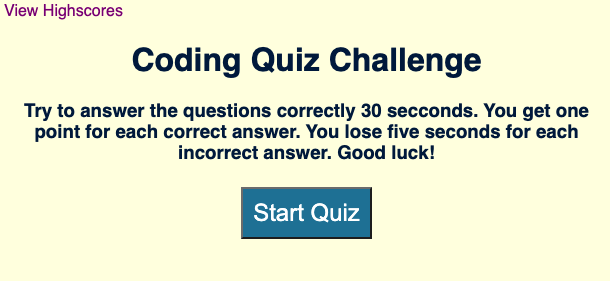 View Highscores
Coding Quiz Challenge
Try to answer the questions correctly 30 secconds. You get one
point for each correct answer. You lose five seconds for each
incorrect answer. Good luck!
Start Quiz